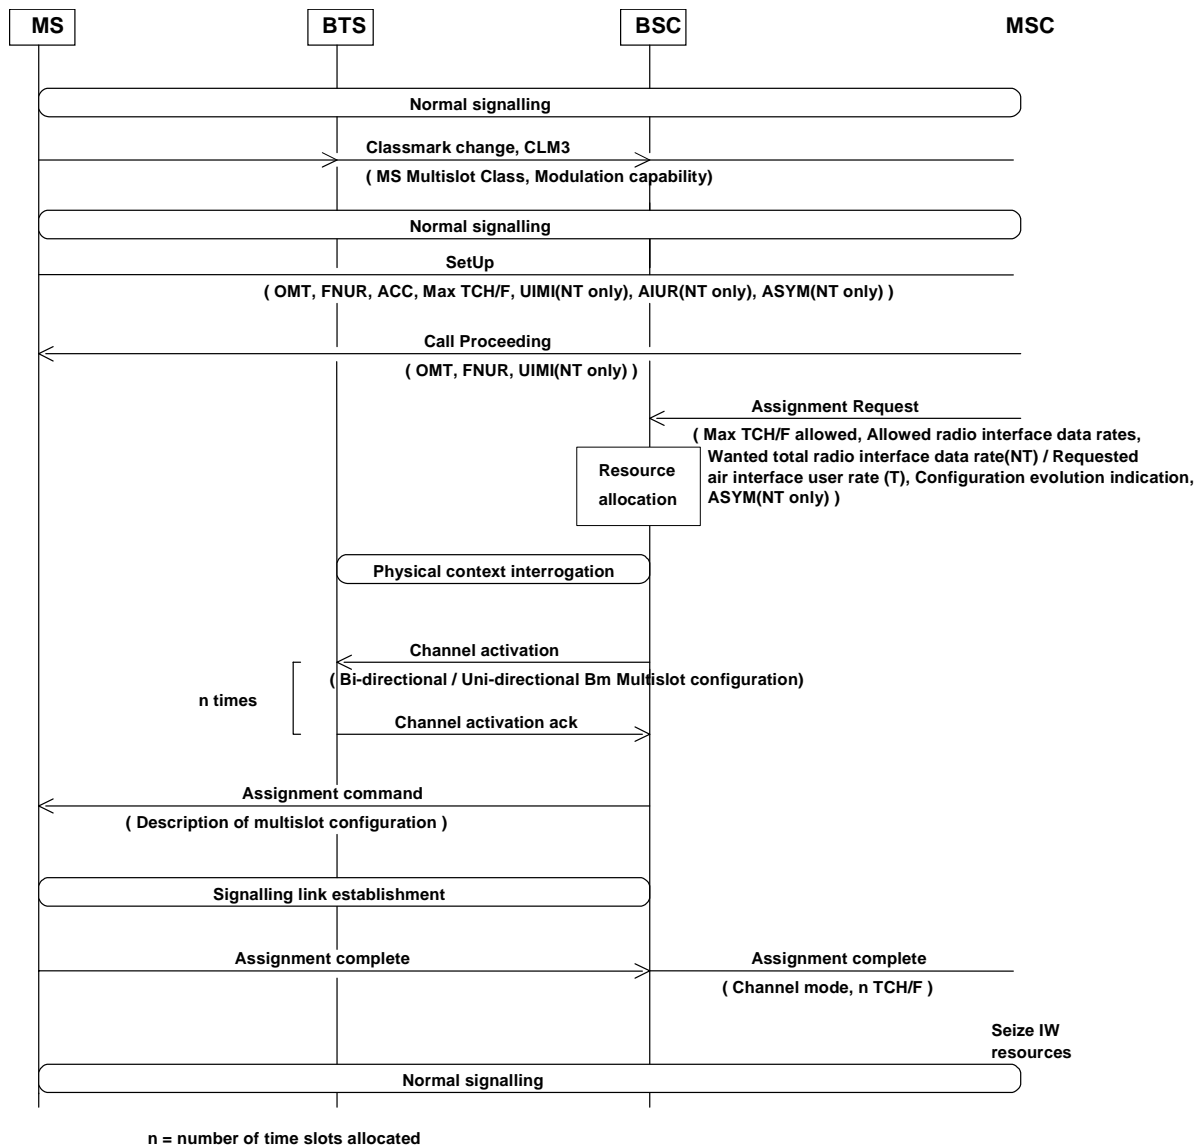 MS BTS BSC MSC
Normal signalling
Classmark change, CLM3
( MS Multislot Class, Modulation capability)
Normal signalling
SetUp
( OMT, FNUR, ACC, Max TCH/F, UIMI(NT only), AIUR(NT only), ASYM(NT only) )
Call Proceeding
( OMT, FNUR, UIMI(NT only) )
Assignment Request
( Max TCH/F allowed, Allowed radio interface data rates,
Wanted total radio interface data rate(NT) / Requested
air interface user rate (T), Configuration evolution indication,
ASYM(NT only) )
Resource
allocation
Physical context interrogation
Channel activation
( Bi-directional / Uni-directional Bm Multislot configuration)
n times
Channel activation ack
Assignment command
( Description of multislot configuration )
Signalling link establishment
Assignment complete
Assignment complete
( Channel mode, n TCH/F )
Seize IW
resources
Normal signalling
n = number of time slots allocated